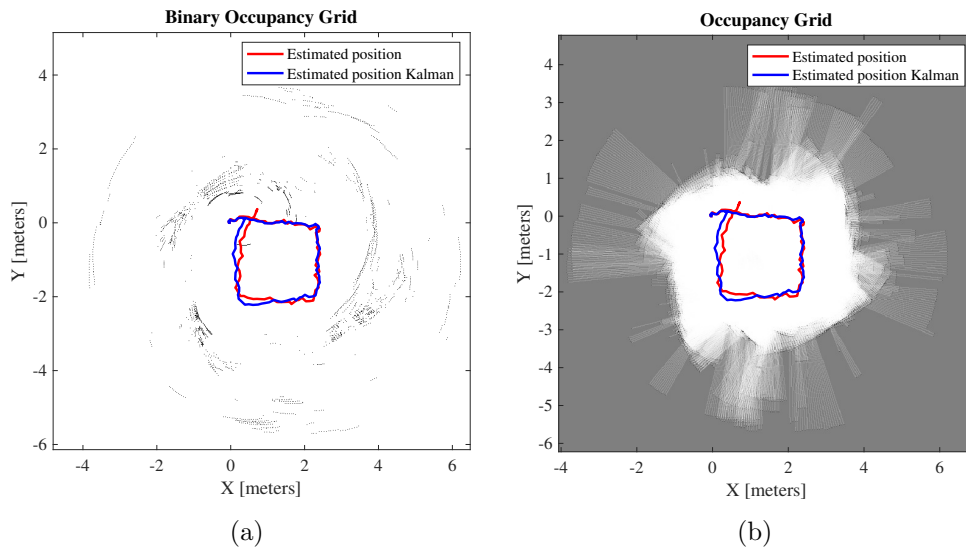 Binary Occupancy Grid
Estimated position
Estimated position Kalman
4
2
0
-2
-4
-6
Y [meters]
-4 -2 0 2 4 6
X [meters]
(a)
Occupancy Grid
Estimated position
Estimated position Kalman
4
3
2
1
0
-1
-2
-3
-4
-5
-6
Y [meters]
-4 -2 0 2 4 6
X [meters]
(b)